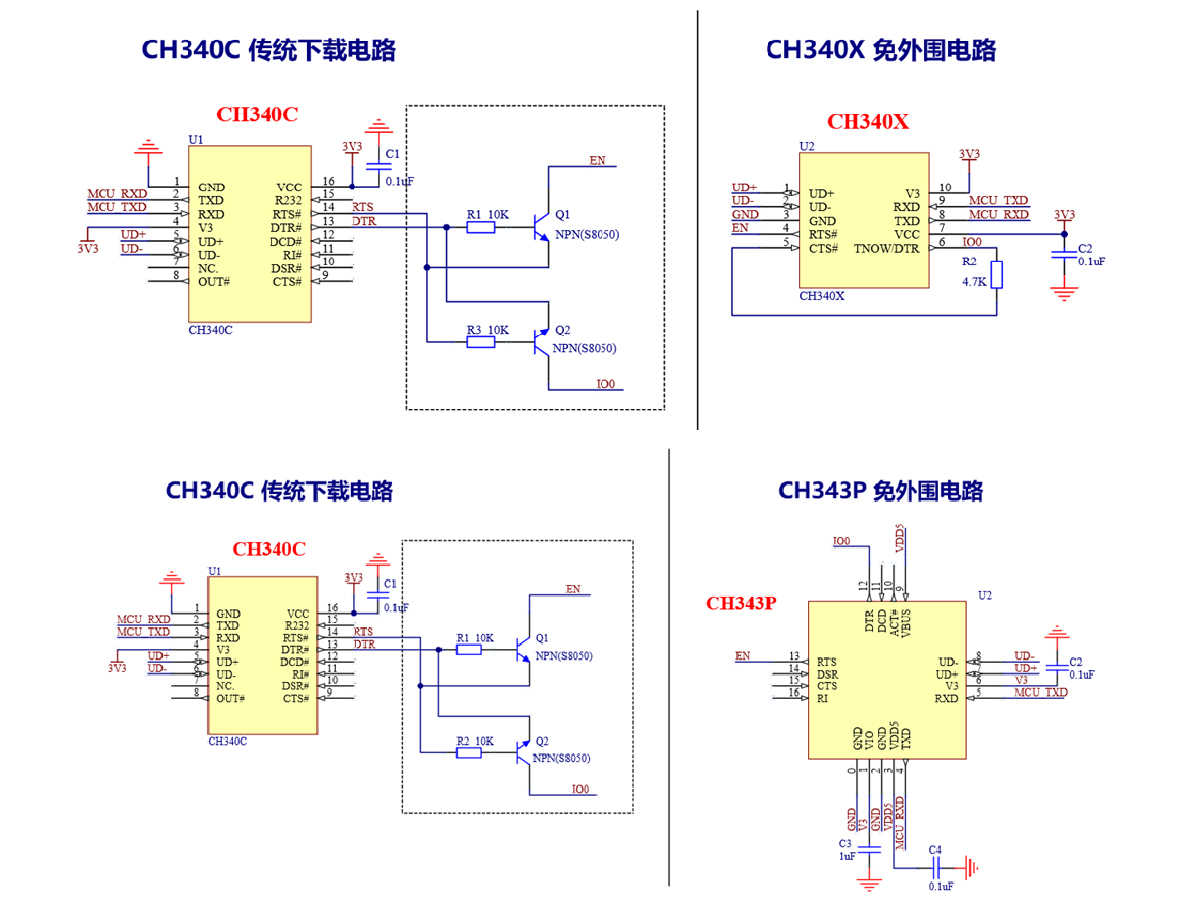 CH340C 传统下载电路
CH340C
U1
1 GND
2 TXD
3 RXD
4 V3
5 UD+
6 UD-
7 NC.
8 OUT#
VCC 16
R232 15
RTS# 14
DTR# 13
DCD# 12
RI# 11
DSR# 10
CTS# 9
CH340C
MCU_RXD
MCU_TXD
3V3
UD+
UD-
3V3
C1
0.1uF
RTS
DTR
R1 10K
Q1
NPN(S8050)
EN
R3 10K
Q2
NPN(S8050)
IO0
CH340X 免外围电路
CH340X
U2
UD+ 1 UD+
UD- 2 UD-
GND 3 GND
EN 4 RTS#
5 CTS#
V3 10
RXD 9 MCU_TXD
TXD 8 MCU_RXD
VCC 7
TNOW/DTR 6 IO0
CH340X
3V3
3V3
R2
4.7K
C2
0.1uF
CH340C 传统下载电路
CH340C
U1
1 GND
2 TXD
3 RXD
4 V3
5 UD+
6 UD-
7 NC.
8 OUT#
VCC 16
R232 15
RTS# 14
DTR# 13
DCD# 12
RI# 11
DSR# 10
CTS# 9
CH340C
MCU_RXD
MCU_TXD
3V3
UD+
UD-
3V3
C1
0.1uF
RTS
DTR
R1 10K
Q1
NPN(S8050)
EN
R2 10K
Q2
NPN(S8050)
IO0
CH343P 免外围电路
CH343P
U2
IO0
VDD5
12 DTR
11 DCD
10 ACT#
9 VBUS
EN 13 RTS
14 DSR
15 CTS
16 RI
UD- 8 UD-
UD+ 7 UD+
V3 6 V3
RXD 5 MCU_TXD
C2
0.1uF
GND 0 GND
VIO 1 V3
GND 2 GND
VDD5 3 VDD5
TXD 4 MCU_RXD
C3
1uF
C4
0.1uF